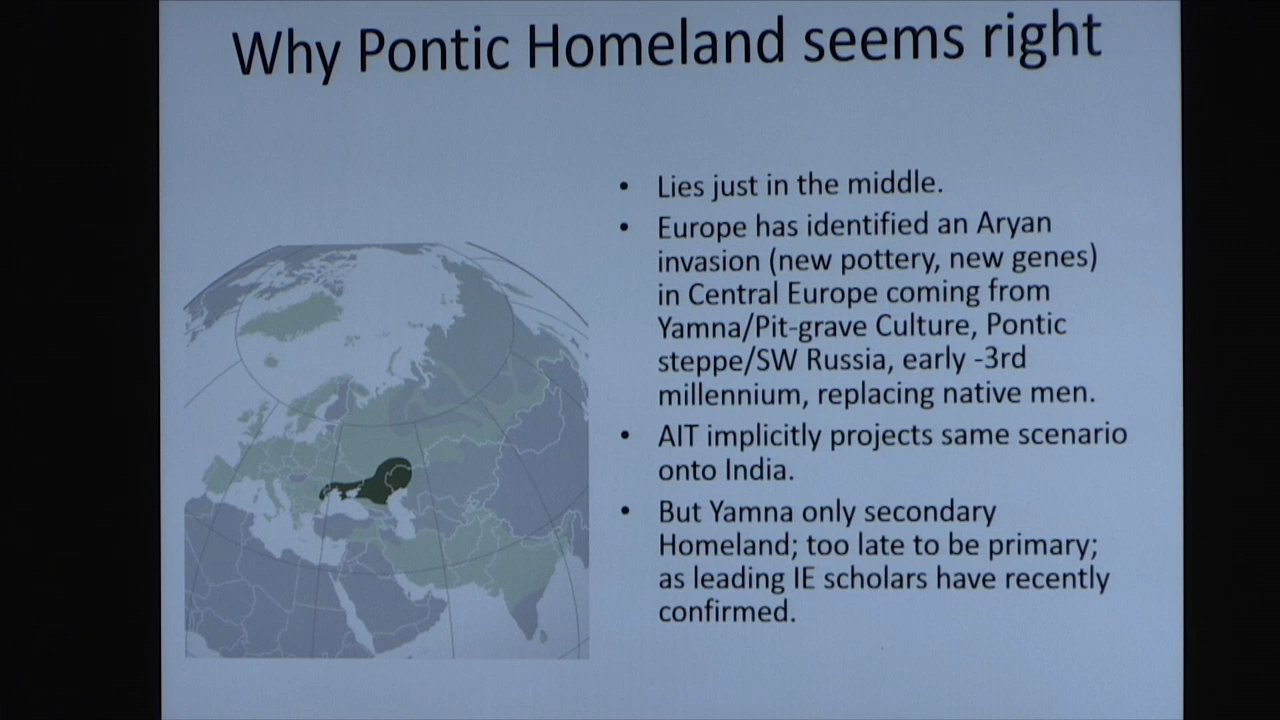 Why Pontic Homeland seems right
• Lies just in the middle.
• Europe has identified an Aryan
invasion (new pottery, new genes)
in Central Europe coming from
Yamna/Pit-grave Culture, Pontic
steppe/SW Russia, early -3rd
millennium, replacing native men.
• AIT implicitly projects same scenario
onto India.
• But Yamna only secondary
Homeland; too late to be primary;
as leading IE scholars have recently
confirmed.